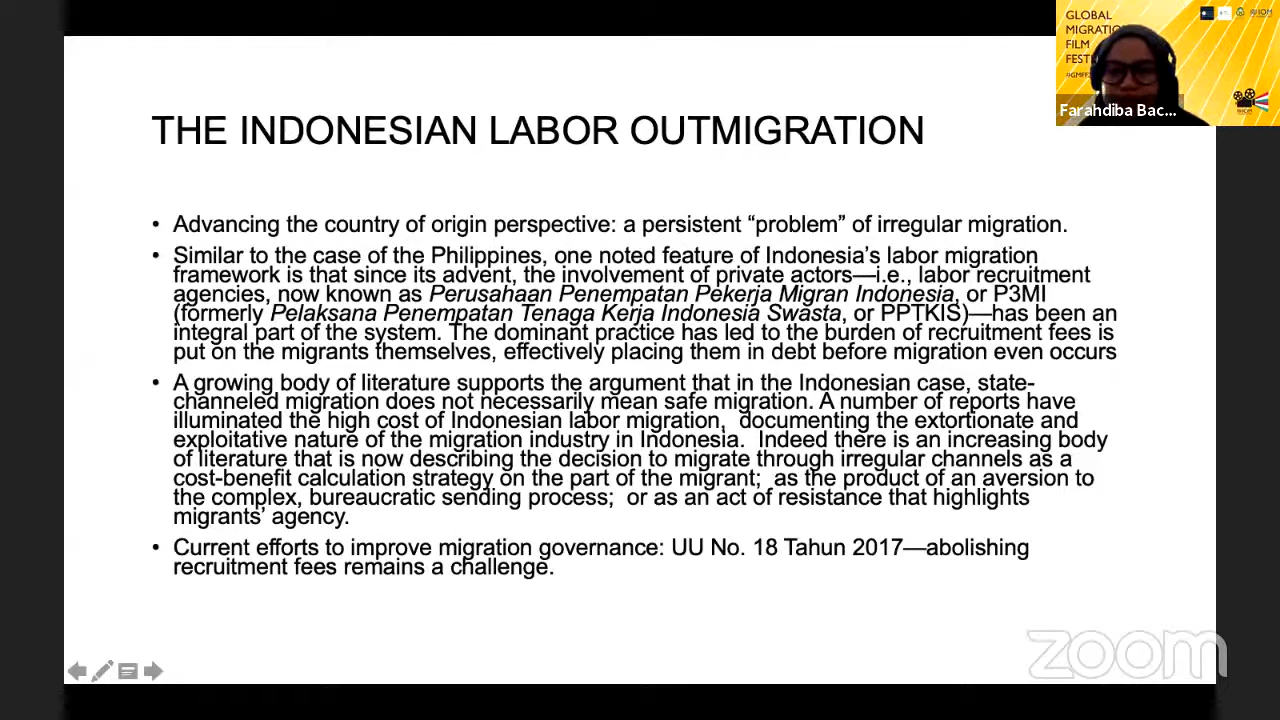 GLOBAL
MIGRATIO
FILM
FEST
#GMFF
IOM
Farahdiba Bac...
THE INDONESIAN LABOR OUTMIGRATION
• Advancing the country of origin perspective: a persistent “problem” of irregular migration.
• Similar to the case of the Philippines, one noted feature of Indonesia’s labor migration
framework is that since its advent, the involvement of private actors—i.e., labor recruitment
agencies, now known as Perusahaan Penempatan Pekerja Migran Indonesia, or P3MI
(formerly Pelaksana Penempatan Tenaga Kerja Indonesia Swasta, or PPTKIS)—has been an
integral part of the system. The dominant practice has led to the burden of recruitment fees is
put on the migrants themselves, effectively placing them in debt before migration even occurs
• A growing body of literature supports the argument that in the Indonesian case, state-
channeled migration does not necessarily mean safe migration. A number of reports have
illuminated the high cost of Indonesian labor migration, documenting the extortionate and
exploitative nature of the migration industry in Indonesia. Indeed there is an increasing body
of literature that is now describing the decision to migrate through irregular channels as a
cost-benefit calculation strategy on the part of the migrant; as the product of an aversion to
the complex, bureaucratic sending process; or as an act of resistance that highlights
migrants’ agency.
• Current efforts to improve migration governance: UU No. 18 Tahun 2017—abolishing
recruitment fees remains a challenge.
zoom